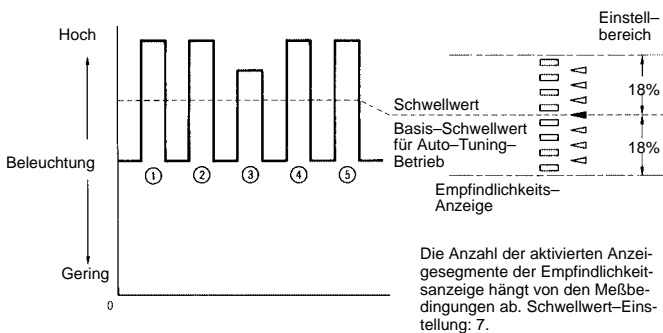 Hoch
Beleuchtung
Gering
0
① ② ③ ④ ⑤
Schwellwert
Basis–Schwellwert
für Auto–Tuning–
Betrieb
Empfindlichkeits–
Anzeige
Einstell–
bereich
18%
18%
Die Anzahl der aktivierten Anzei-
gesegmente der Empfindlichkeit-
sanzeige hängt von den Meßbe-
dingungen ab. Schwellwert–Eins-
tellung: 7.